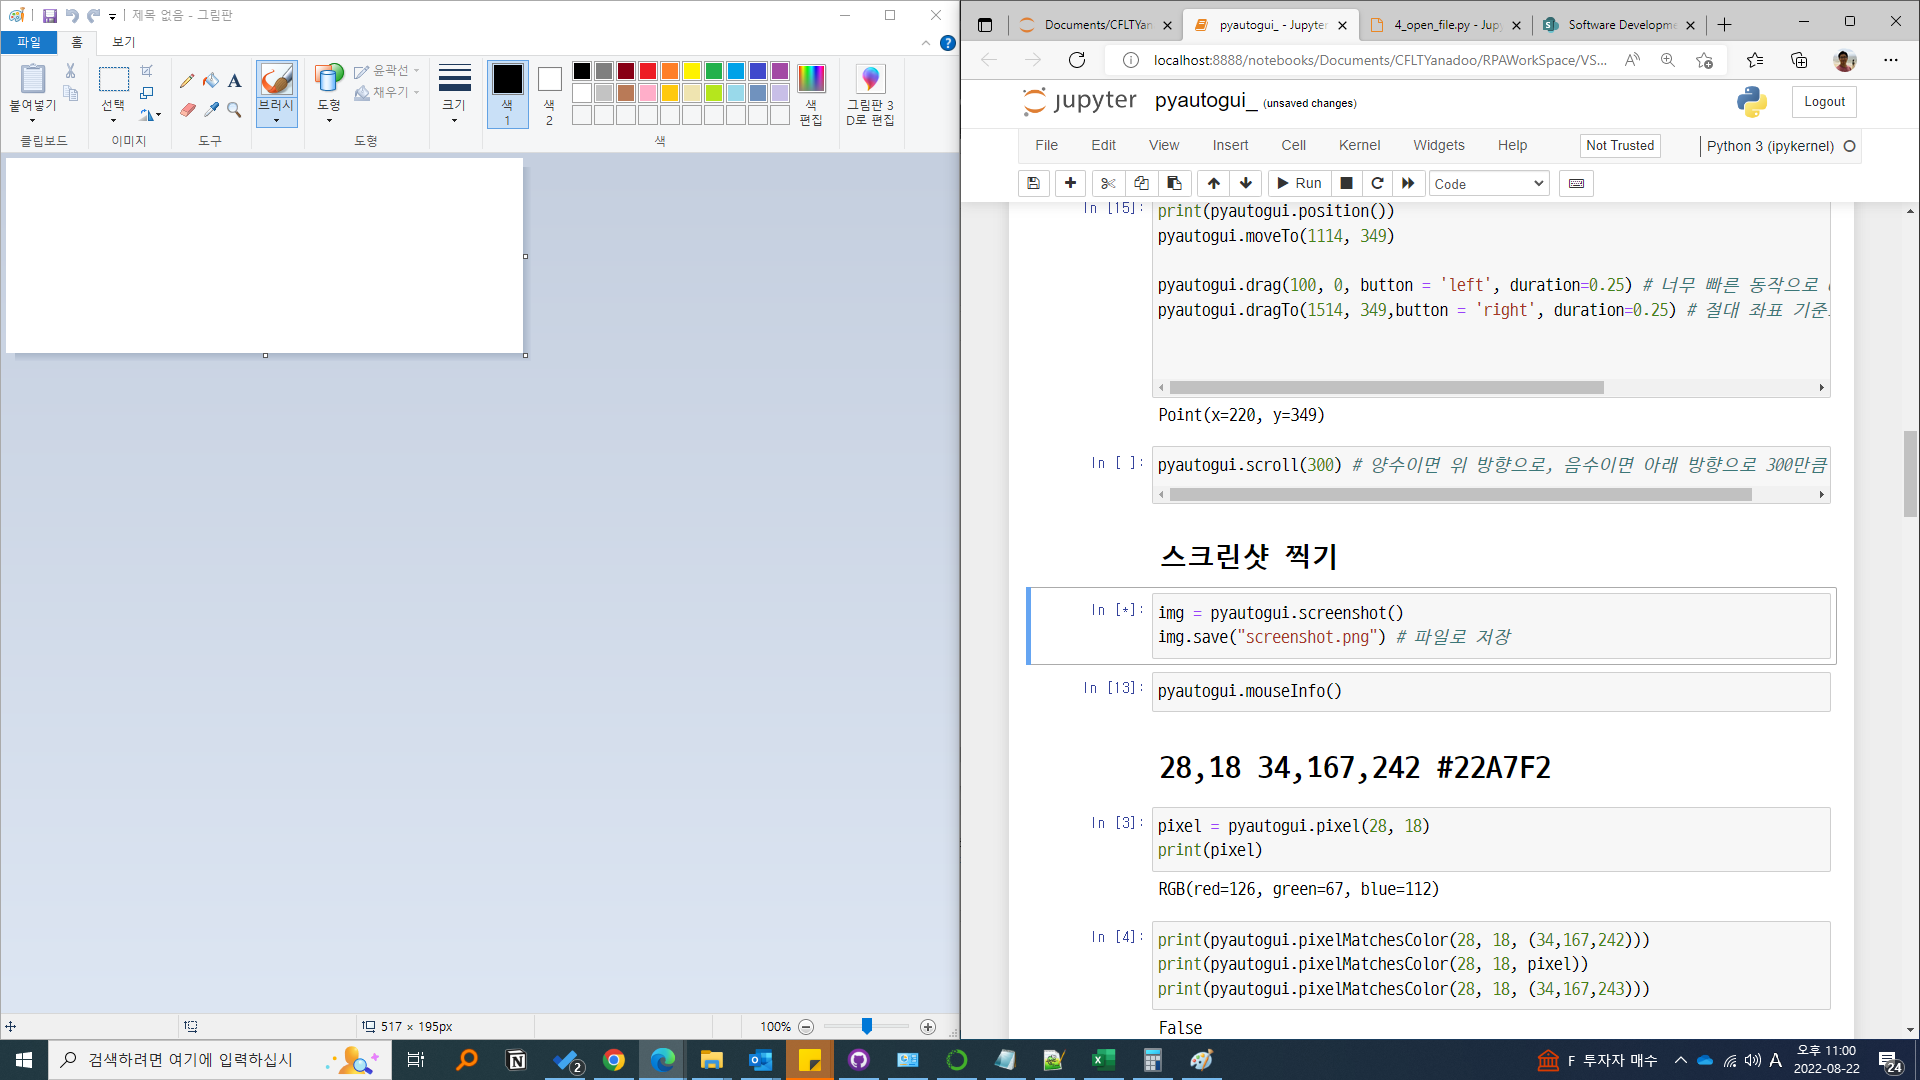 제목 없음 - 그림판
파일
홈
보기
붙여넣기
클립보드
선택
이미지
A
도구
브러시
도형
윤곽선
채우기
도형
크기
색
1
색
2
색
편집
색
그림판 3
D로 편집
517 × 195px
100%
Documents/CFLTYan
pyautogui_ - Jupyter
4_open_file.py - Jupy
Software Developme
localhost:8888/notebooks/Documents/CFLTYanadoo/RPAWorkSpace/VS...
jupyter
pyautogui_ (unsaved changes)
Logout
File Edit View Insert Cell Kernel Widgets Help
Not Trusted
Python 3 (ipykernel)
Run
Code
In [15]:
print(pyautogui.position())
pyautogui.moveTo(1114, 349)
pyautogui.drag(100, 0, button = 'left', duration=0.25) # 너무 빠른 동작으로
pyautogui.dragTo(1514, 349,button = 'right', duration=0.25) # 절대 좌표 기준
Point(x=220, y=349)
In [ ]:
pyautogui.scroll(300) # 양수이면 위 방향으로, 음수이면 아래 방향으로 300만큼
스크린샷 찍기
In [*]:
img = pyautogui.screenshot()
img.save("screenshot.png") # 파일로 저장
In [13]:
pyautogui.mouseInfo()
28,18 34,167,242 #22A7F2
In [3]:
pixel = pyautogui.pixel(28, 18)
print(pixel)
RGB(red=126, green=67, blue=112)
In [4]:
print(pyautogui.pixelMatchesColor(28, 18, (34,167,242)))
print(pyautogui.pixelMatchesColor(28, 18, pixel))
print(pyautogui.pixelMatchesColor(28, 18, (34,167,243)))
False
검색하려면 여기에 입력하십시
2
F 투자자 매수
A
오후 11:00
2022-08-22
24